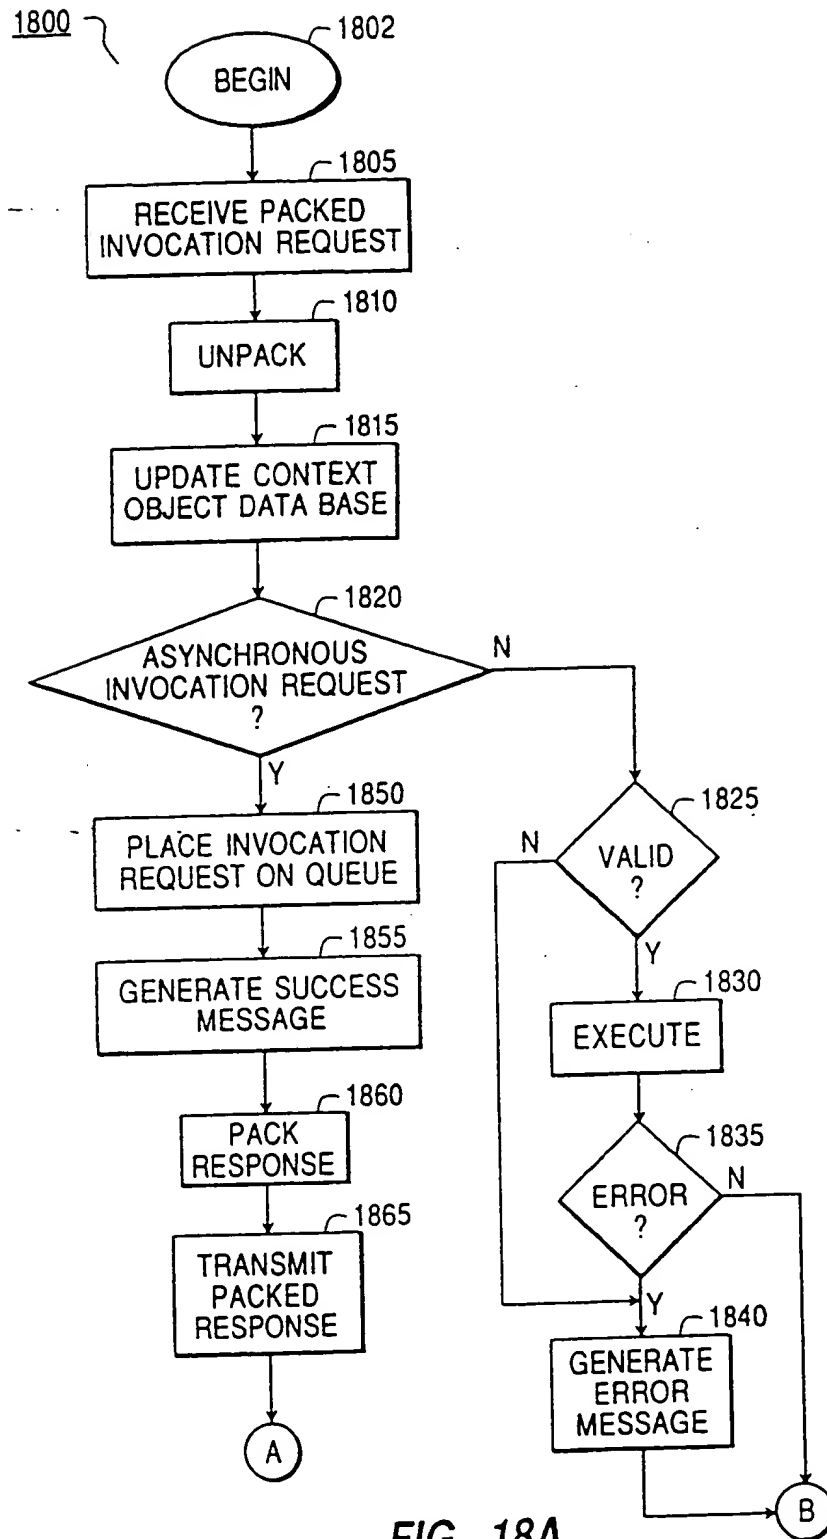 1800
1802
BEGIN
1805
RECEIVE PACKED
INVOCATION REQUEST
1810
UNPACK
1815
UPDATE CONTEXT
OBJECT DATA BASE
1820
ASYNCHRONOUS
INVOCATION REQUEST
?
N
Y
1850
PLACE INVOCATION
REQUEST ON QUEUE
1855
GENERATE SUCCESS
MESSAGE
1860
PACK
RESPONSE
1865
TRANSMIT
PACKED
RESPONSE
A
1825
VALID
?
N
Y
1830
EXECUTE
1835
ERROR
?
N
Y
1840
GENERATE
ERROR
MESSAGE
B
FIG. 18A